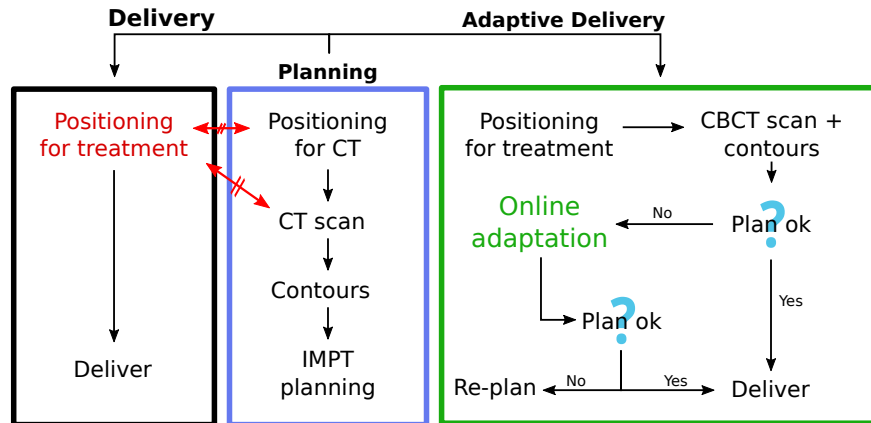 Delivery
Adaptive Delivery
Planning
Positioning
for treatment
Deliver
Positioning
for CT
CT scan
Contours
IMPT
planning
Positioning
for treatment
CBCT scan +
contours
?
Plan ok
No
Online
adaptation
Yes
?
Plan ok
No
Yes
Re-plan
Deliver